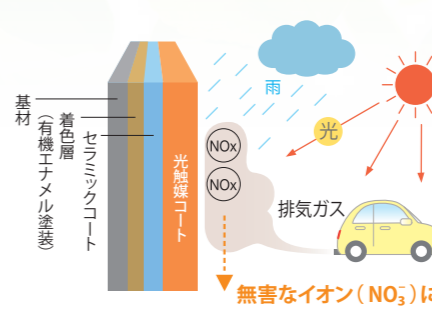 基材
着色層
(有機エナメル塗装)
セラミックコート
光触媒コート
雨
光
NOx
NOx
排気ガス
無害なイオン(NO₃⁻)に